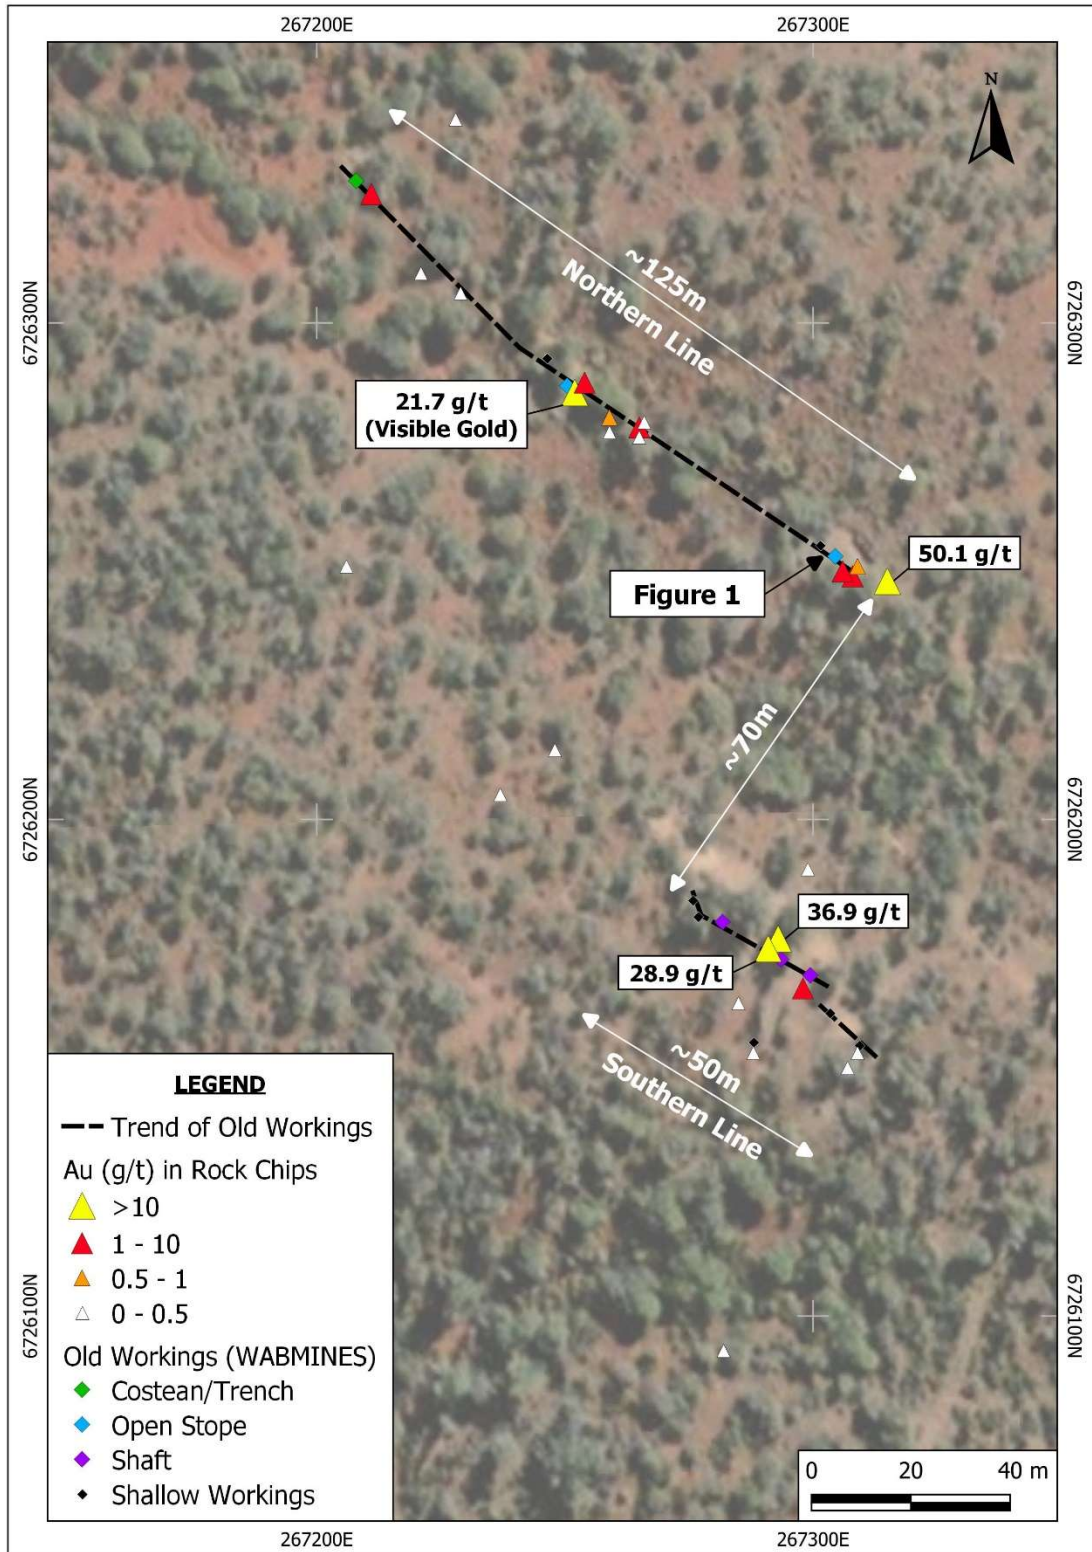 267200E
267300E
N
~125m
Northern Line
6726300N
6726300N
21.7 g/t
(Visible Gold)
50.1 g/t
Figure 1
~70m
6726200N
6726200N
36.9 g/t
28.9 g/t
~50m
Southern Line
LEGEND
Trend of Old Workings
Au (g/t) in Rock Chips
>10
1 - 10
0.5 - 1
0 - 0.5
Old Workings (WABMINES)
Costean/Trench
Open Stope
Shaft
Shallow Workings
6726100N
6726100N
0 20 40 m
267200E
267300E